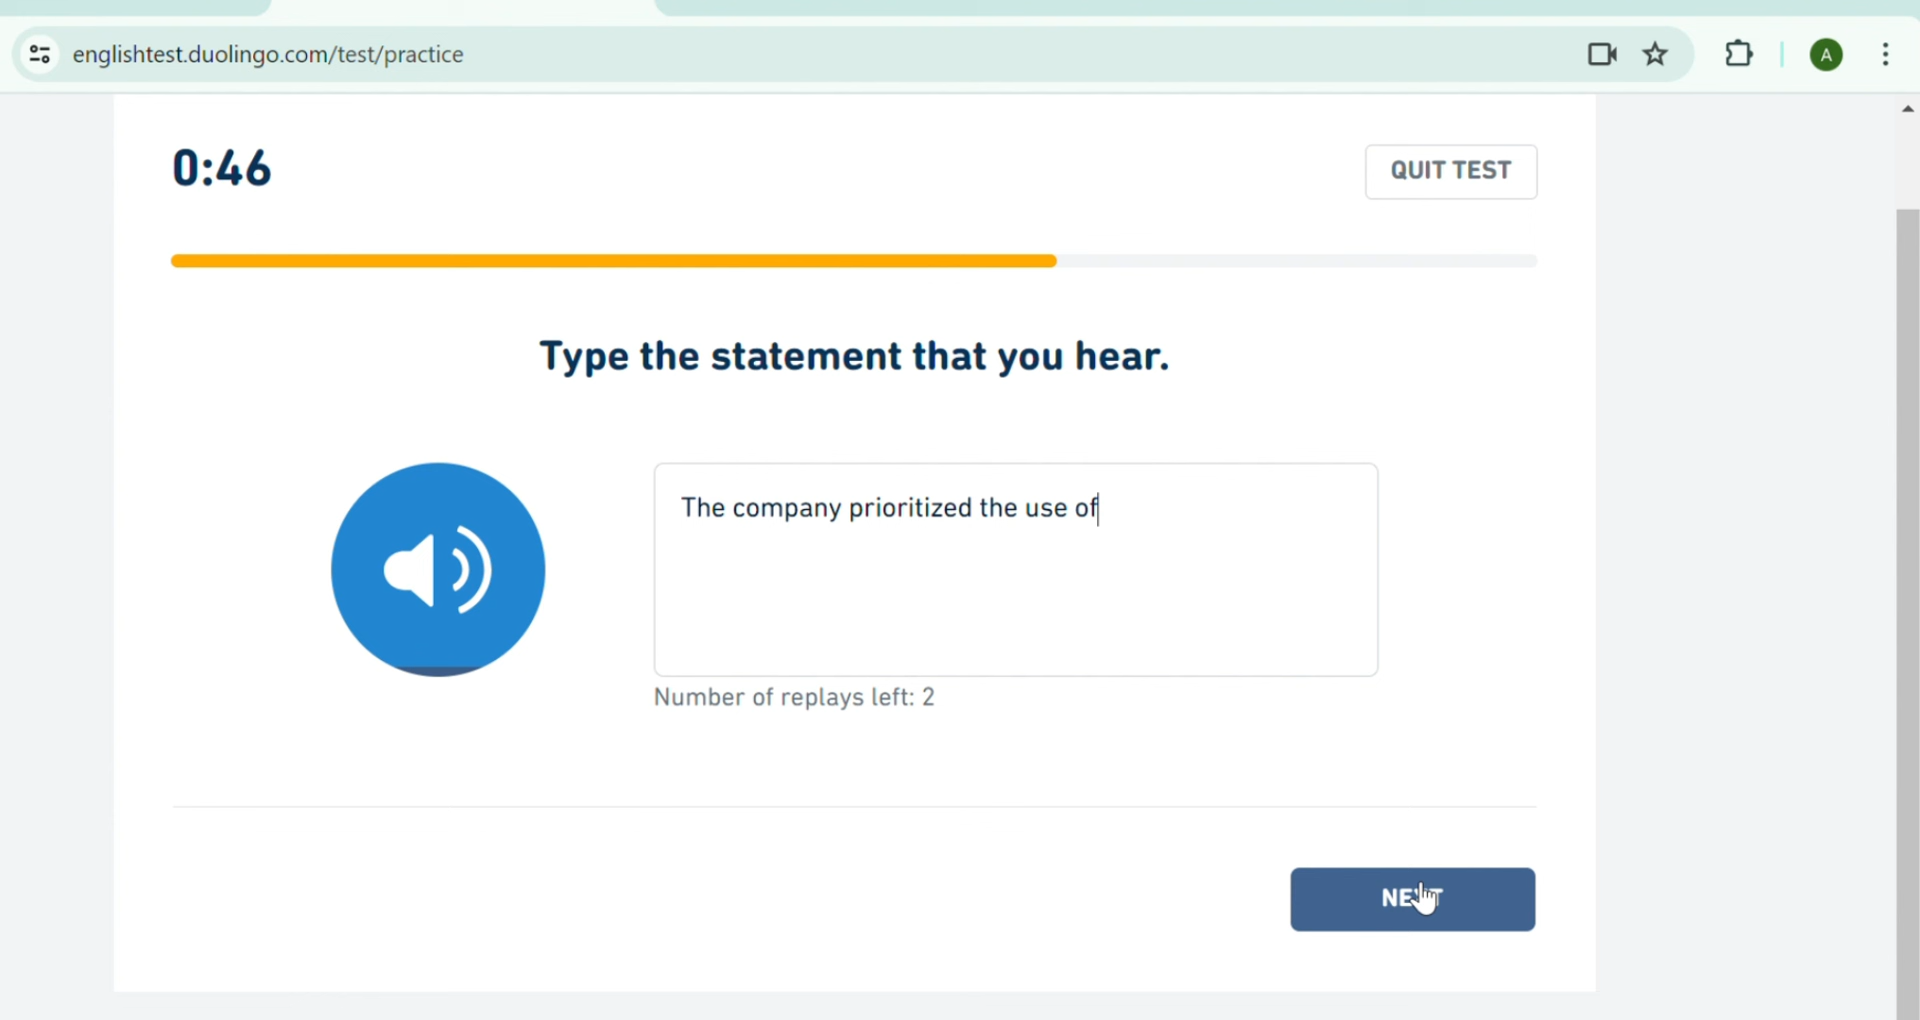 englishtest.duolingo.com/test/practice
A
0:46
QUIT TEST
Type the statement that you hear.
The company prioritized the use of
Number of replays left: 2
NEXT